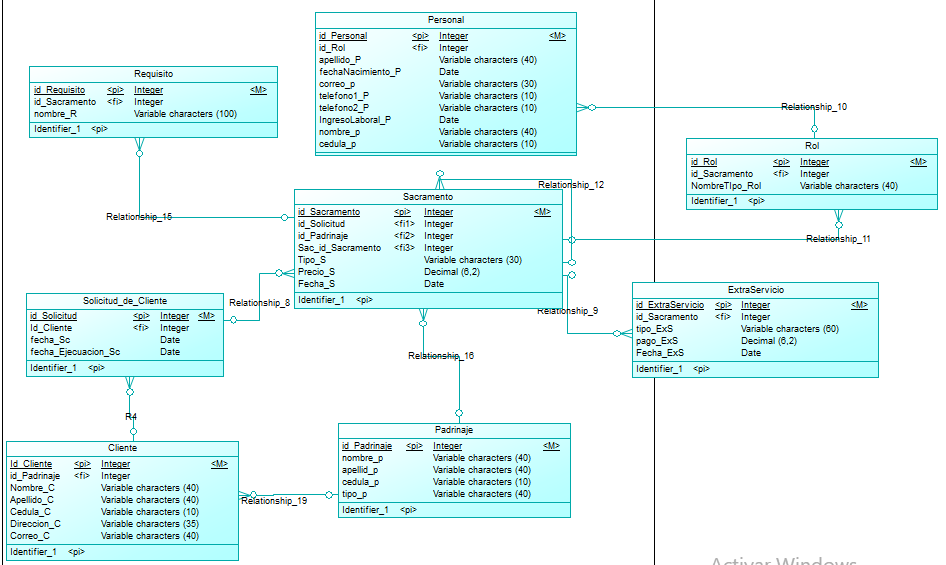 Personal
id_Personal <pi> Integer <M>
id_Rol <fi> Integer
apellido_P Variable characters (40)
fechaNacimiento_P Date
correo_p Variable characters (30)
telefono1_P Variable characters (10)
telefono2_P Variable characters (10)
IngresoLaboral_P Date
nombre_p Variable characters (40)
cedula_p Variable characters (10)
Requisito
id_Requisito <pi> Integer <M>
id_Sacramento <fi> Integer
nombre_R Variable characters (100)
Identifier_1 <pi>
Relationship_10
Rol
id_Rol <pi> Integer <M>
id_Sacramento <fi> Integer
NombreTIpo_Rol Variable characters (40)
Identifier_1 <pi>
Relationship_12
Relationship_15
Relationship_11
Sacramento
id_Sacramento <pi> Integer <M>
id_Solicitud <fi1> Integer
id_Padrinaje <fi2> Integer
Sac_id_Sacramento <fi3> Integer
Tipo_S Variable characters (30)
Precio_S Decimal (6,2)
Fecha_S Date
Identifier_1 <pi>
Relationship_8
Relationship_9
Solicitud_de_Cliente
id_Solicitud <pi> Integer <M>
Id_Cliente <fi> Integer
fecha_Sc Date
fecha_Ejecucion_Sc Date
Identifier_1 <pi>
ExtraServicio
id_ExtraServicio <pi> Integer <M>
id_Sacramento <fi> Integer
tipo_ExS Variable characters (60)
pago_ExS Decimal (6,2)
Fecha_ExS Date
Identifier_1 <pi>
Relationship_16
R4
Cliente
Id_Cliente <pi> Integer <M>
id_Padrinaje <fi> Integer
Nombre_C Variable characters (40)
Apellido_C Variable characters (40)
Cedula_C Variable characters (10)
Direccion_C Variable characters (35)
Correo_C Variable characters (40)
Identifier_1 <pi>
Relationship_19
Padrinaje
id_Padrinaje <pi> Integer <M>
nombre_p Variable characters (40)
apellid_p Variable characters (40)
cedula_p Variable characters (10)
tipo_p Variable characters (40)
Identifier_1 <pi>
Activar Windows